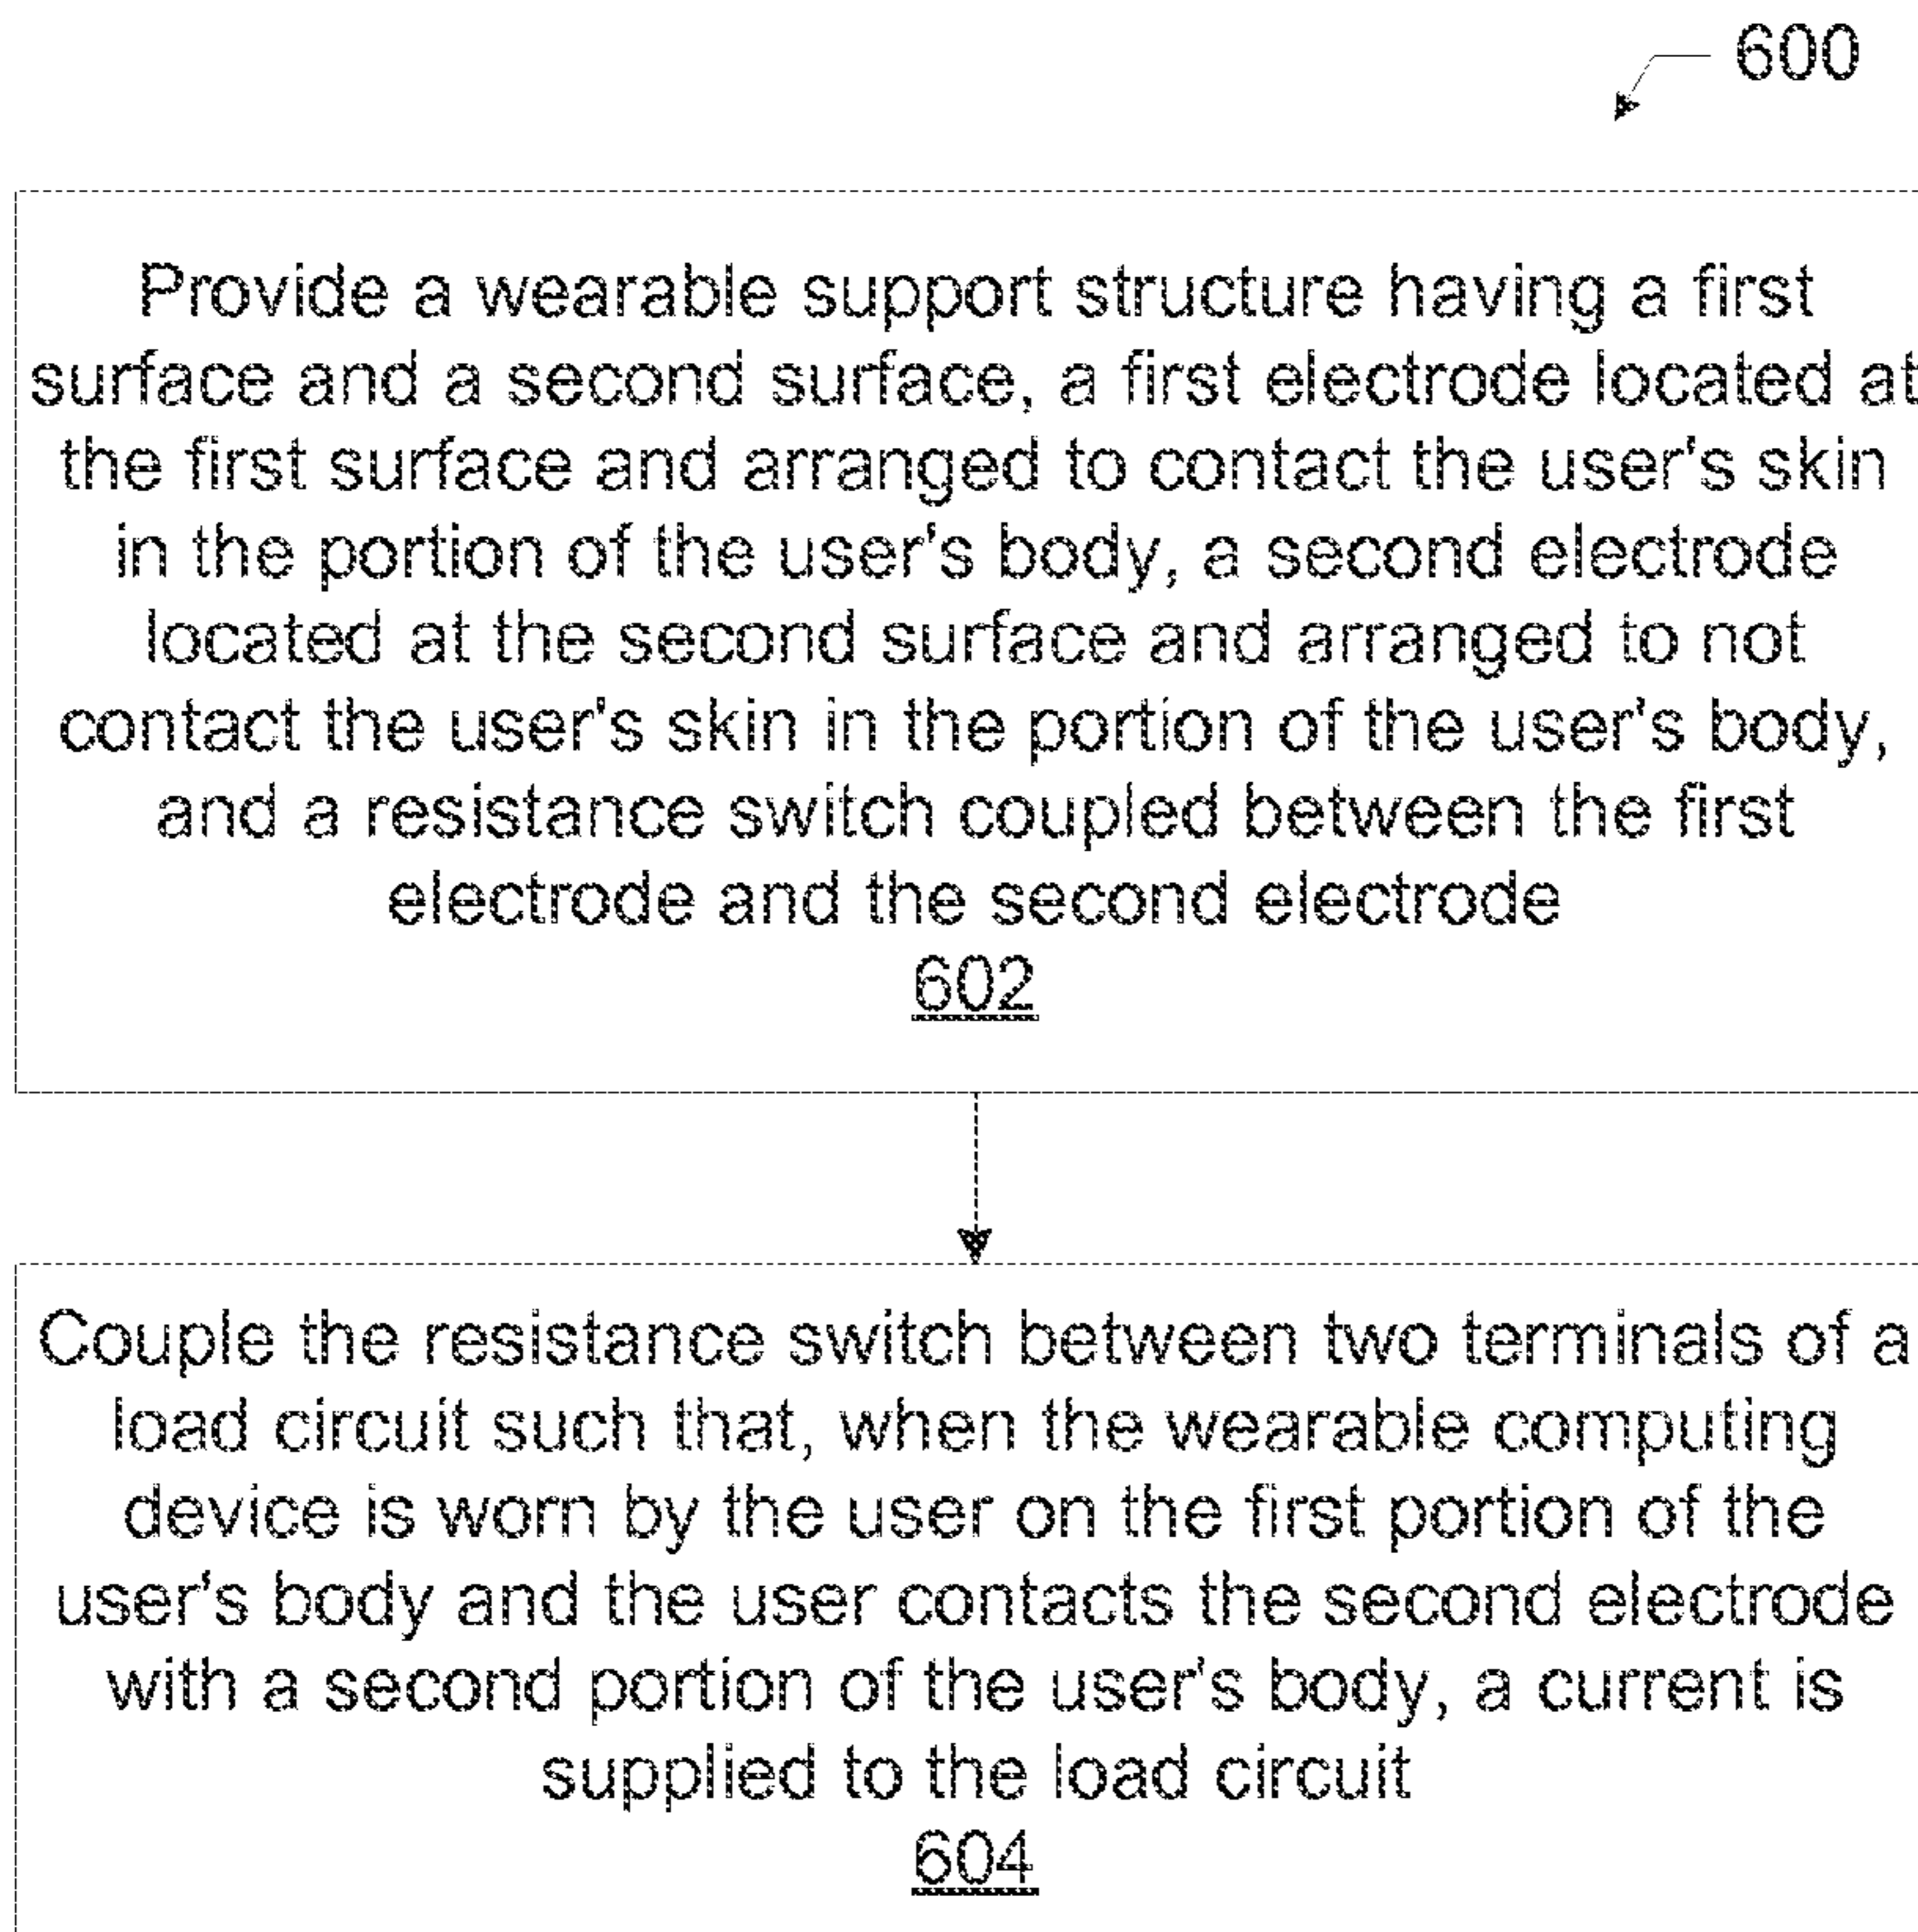 600
Provide a wearable support structure having a first
surface and a second surface, a first electrode located at
the first surface and arranged to contact the user's skin
in the portion of the user's body, a second electrode
located at the second surface and arranged to not
contact the user's skin in the portion of the user's body,
and a resistance switch coupled between the first
electrode and the second electrode
602
Couple the resistance switch between two terminals of a
load circuit such that, when the wearable computing
device is worn by the user on the first portion of the
user's body and the user contacts the second electrode
with a second portion of the user's body, a current is
supplied to the load circuit
604